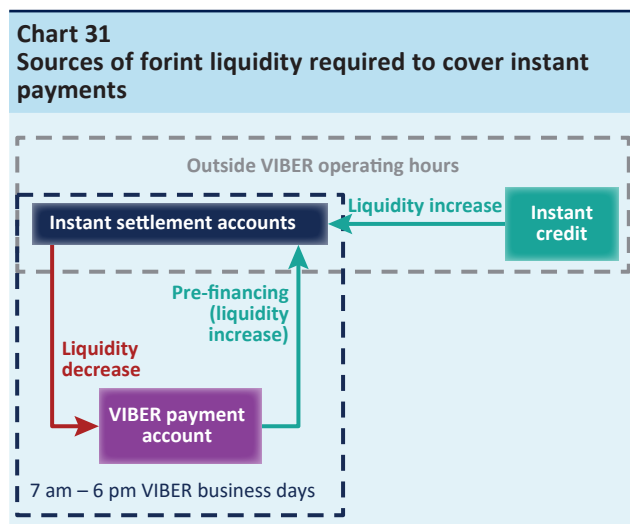 Chart 31
Sources of forint liquidity required to cover instant
payments
Outside VIBER operating hours
Instant settlement accounts
Liquidity increase
Instant
credit
Pre-financing
(liquidity
increase)
Liquidity
decrease
VIBER payment
account
7 am – 6 pm VIBER business days